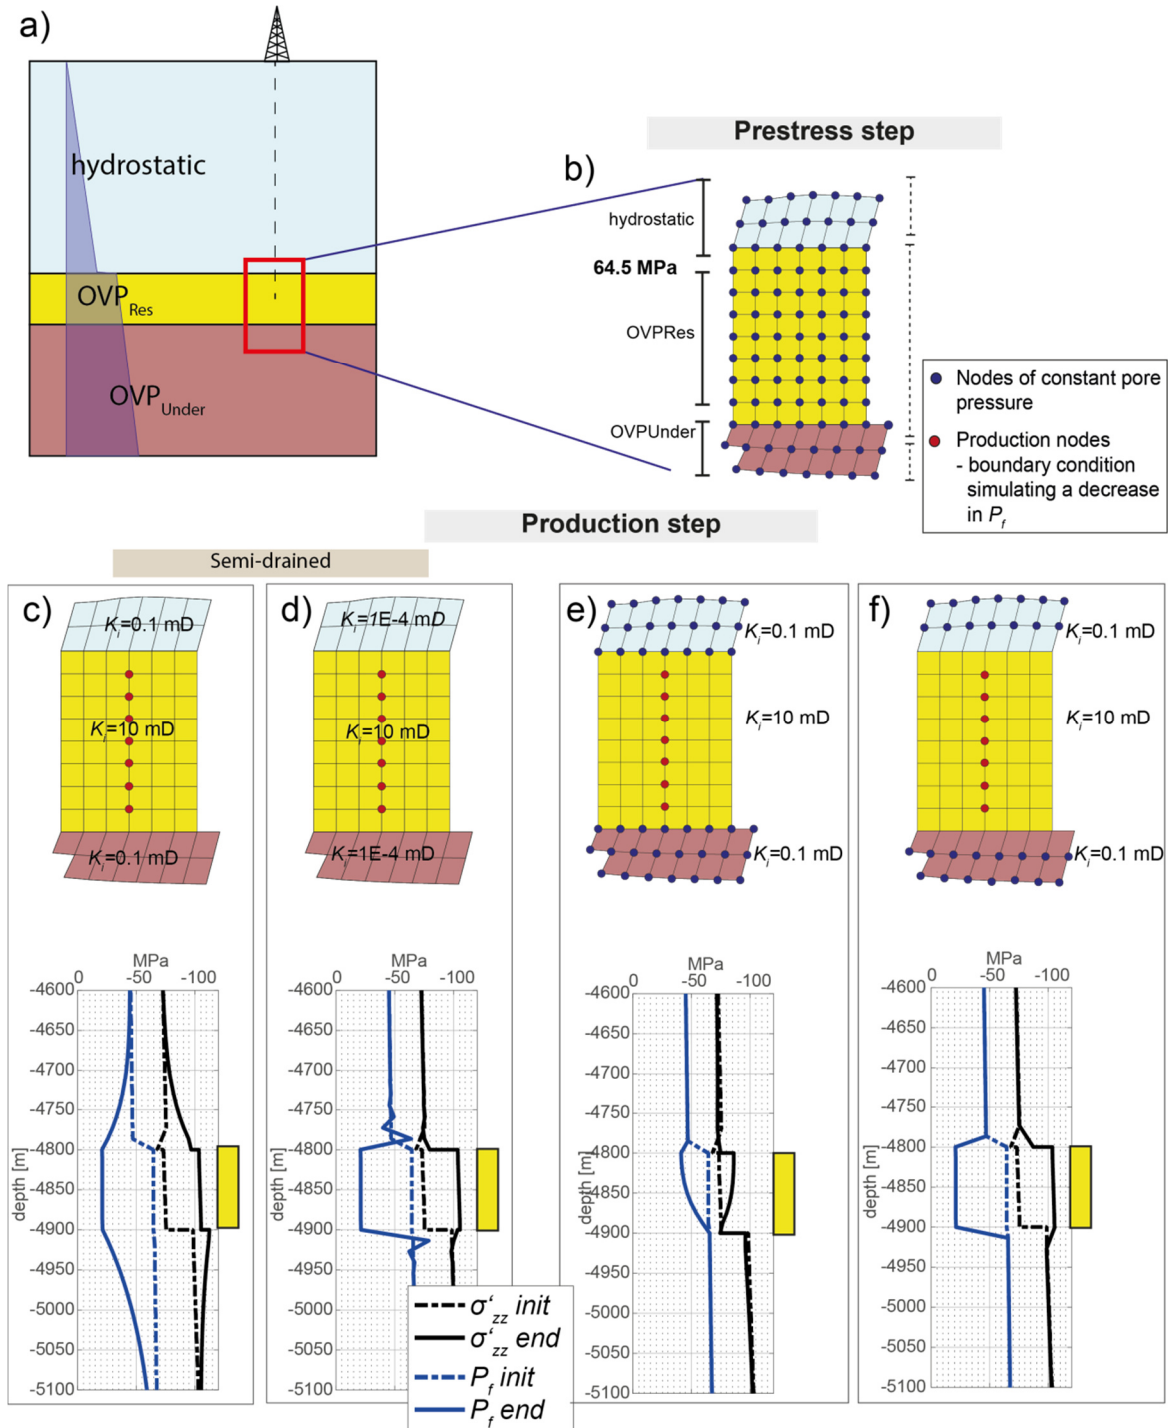 a)
hydrostatic
OVP Res
OVP Under
Prestress step
b)
hydrostatic
64.5 MPa
OVPRes
OVPUnder
Nodes of constant pore
pressure
Production nodes
- boundary condition
simulating a decrease
in Pf
Production step
Semi-drained
c)
Ki=0.1 mD
Ki=10 mD
Ki=0.1 mD
d)
Ki=1E-4 mD
Ki=10 mD
Ki=1E-4 mD
e)
Ki=0.1 mD
Ki=10 mD
Ki=0.1 mD
f)
Ki=0.1 mD
Ki=10 mD
Ki=0.1 mD
MPa
0 -50 -100
-4600
-4650
-4700
-4750
-4800
-4850
-4900
-4950
-5000
-5050
-5100
depth [m]
MPa
0 -50 -100
-4600
-4650
-4700
-4750
-4800
-4850
-4900
-4950
-5000
-5050
-5100
depth [m]
MPa
0 -50 -100
-4600
-4650
-4700
-4750
-4800
-4850
-4900
-4950
-5000
-5050
-5100
depth [m]
MPa
0 -50 -100
-4600
-4650
-4700
-4750
-4800
-4850
-4900
-4950
-5000
-5050
-5100
depth [m]
σ‘zz init
σ‘zz end
Pf init
Pf end